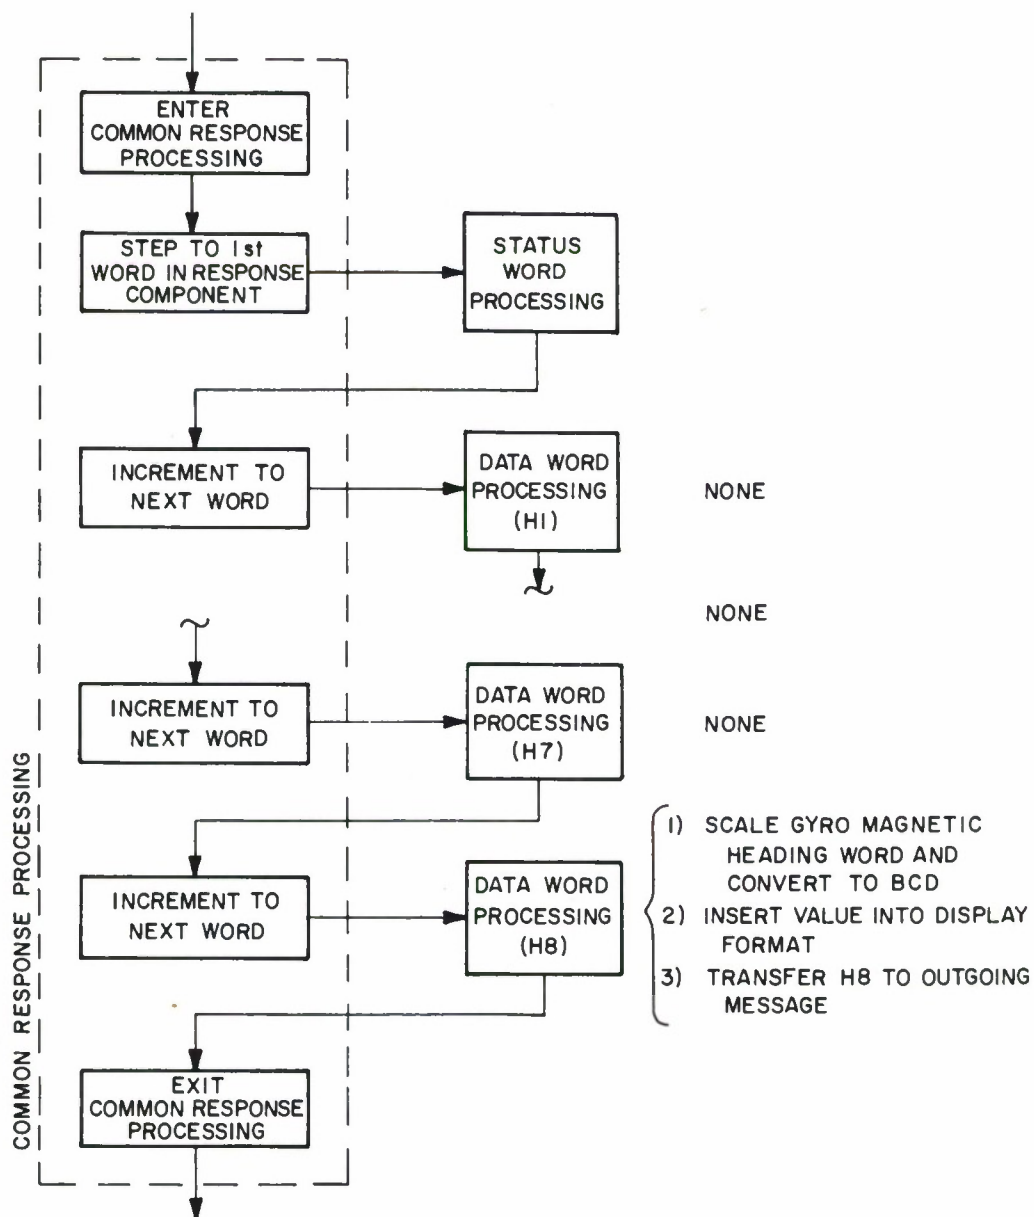 ENTER
COMMON RESPONSE
PROCESSING
STEP TO 1st
WORD IN RESPONSE
COMPONENT
STATUS
WORD
PROCESSING
INCREMENT TO
NEXT WORD
DATA WORD
PROCESSING
(H1)
NONE
NONE
INCREMENT TO
NEXT WORD
DATA WORD
PROCESSING
(H7)
NONE
INCREMENT TO
NEXT WORD
DATA WORD
PROCESSING
(H8)
1) SCALE GYRO MAGNETIC
HEADING WORD AND
CONVERT TO BCD
2) INSERT VALUE INTO DISPLAY
FORMAT
3) TRANSFER H8 TO OUTGOING
MESSAGE
EXIT
COMMON RESPONSE
PROCESSING
COMMON RESPONSE PROCESSING